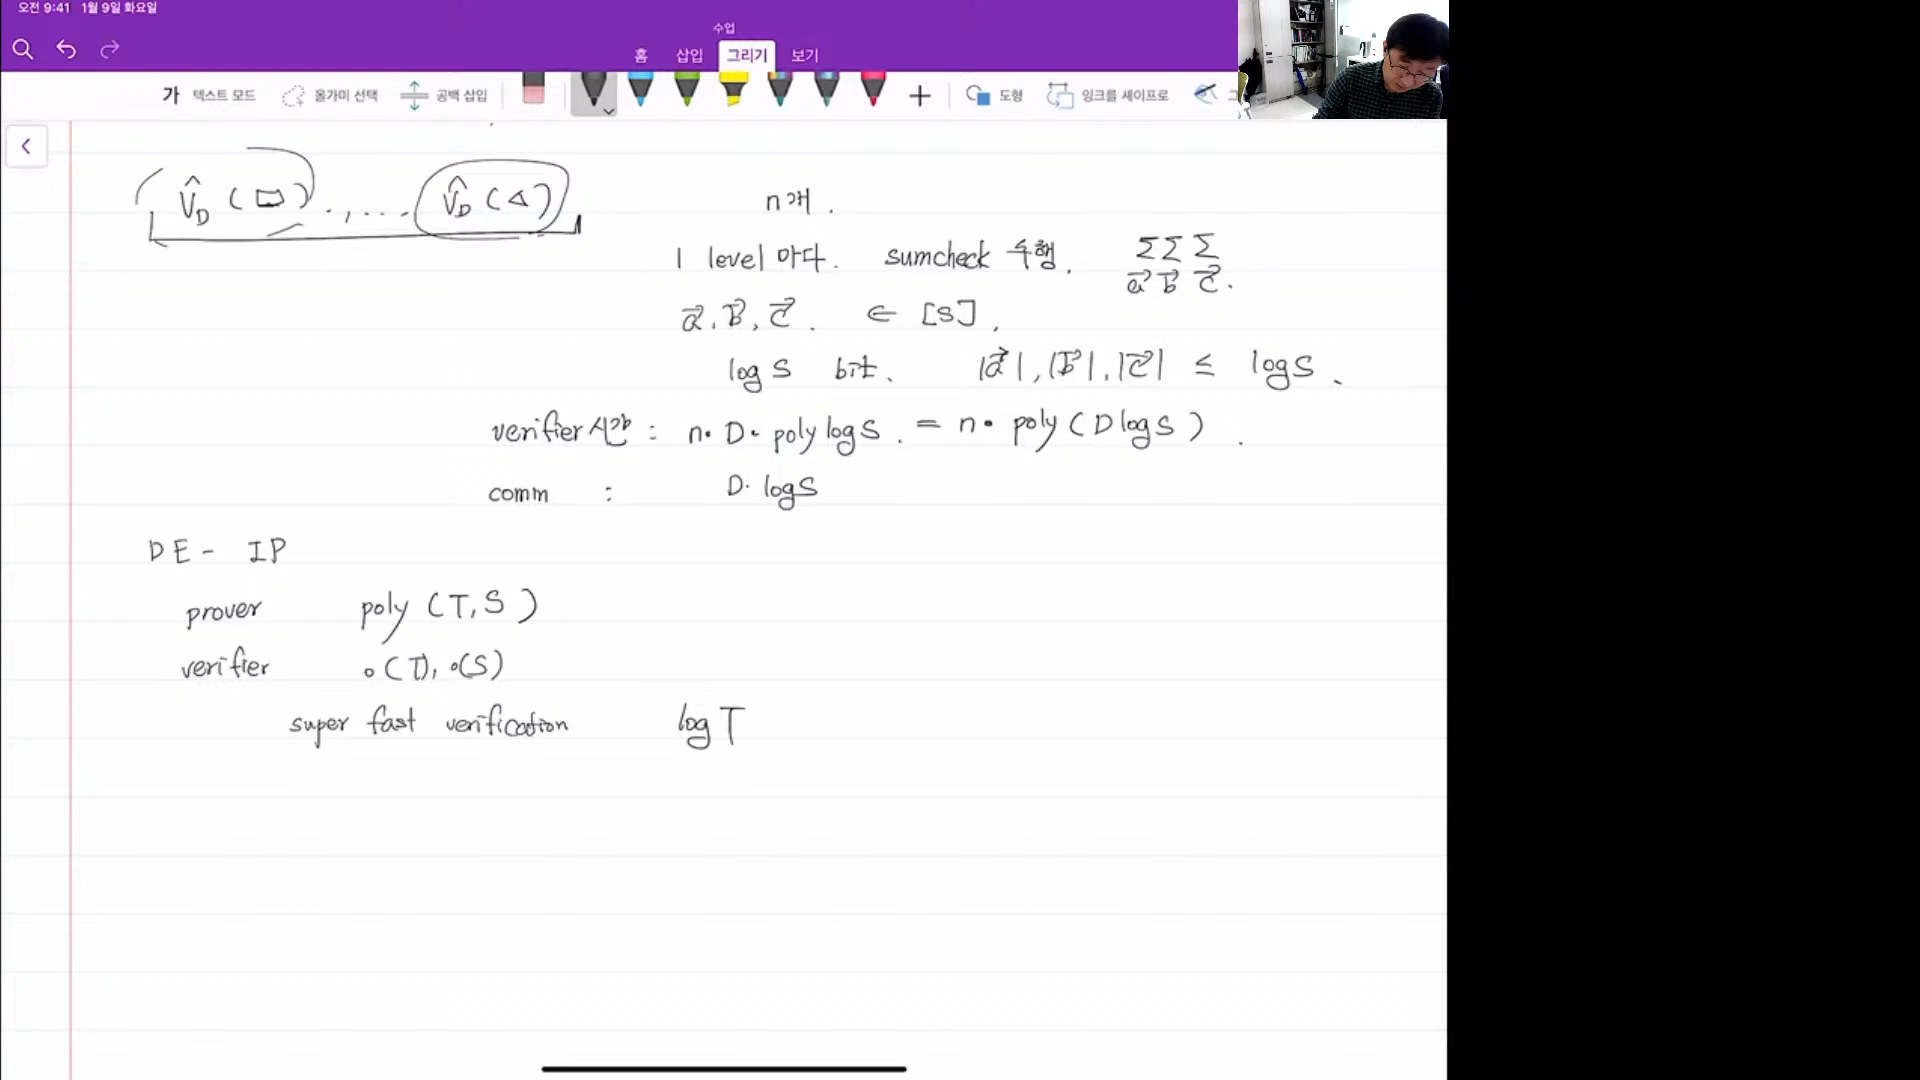 오전 9:41 1월 9일 화요일
수업
홈 삽입 그리기 보기
가 텍스트 모드 올가미 선택 공백 삽입 도형 잉크를 셰이프로
V̂_D (▭) ., .... V̂_D (◁)
n개 .
1 level 마다. sumcheck 수행. Σ Σ Σ
a⃗ b⃗ c⃗ .
a⃗, b⃗, c⃗ . ∈ [S] ,
log S bit. |a⃗|, |b⃗|, |c⃗| ≤ log S .
verifier 시간 : n· D· poly log S . = n· poly ( D log S ) .
comm : D· log S
DE - IP
prover poly (T, S )
verifier o(T), o(S)
super fast verification log T